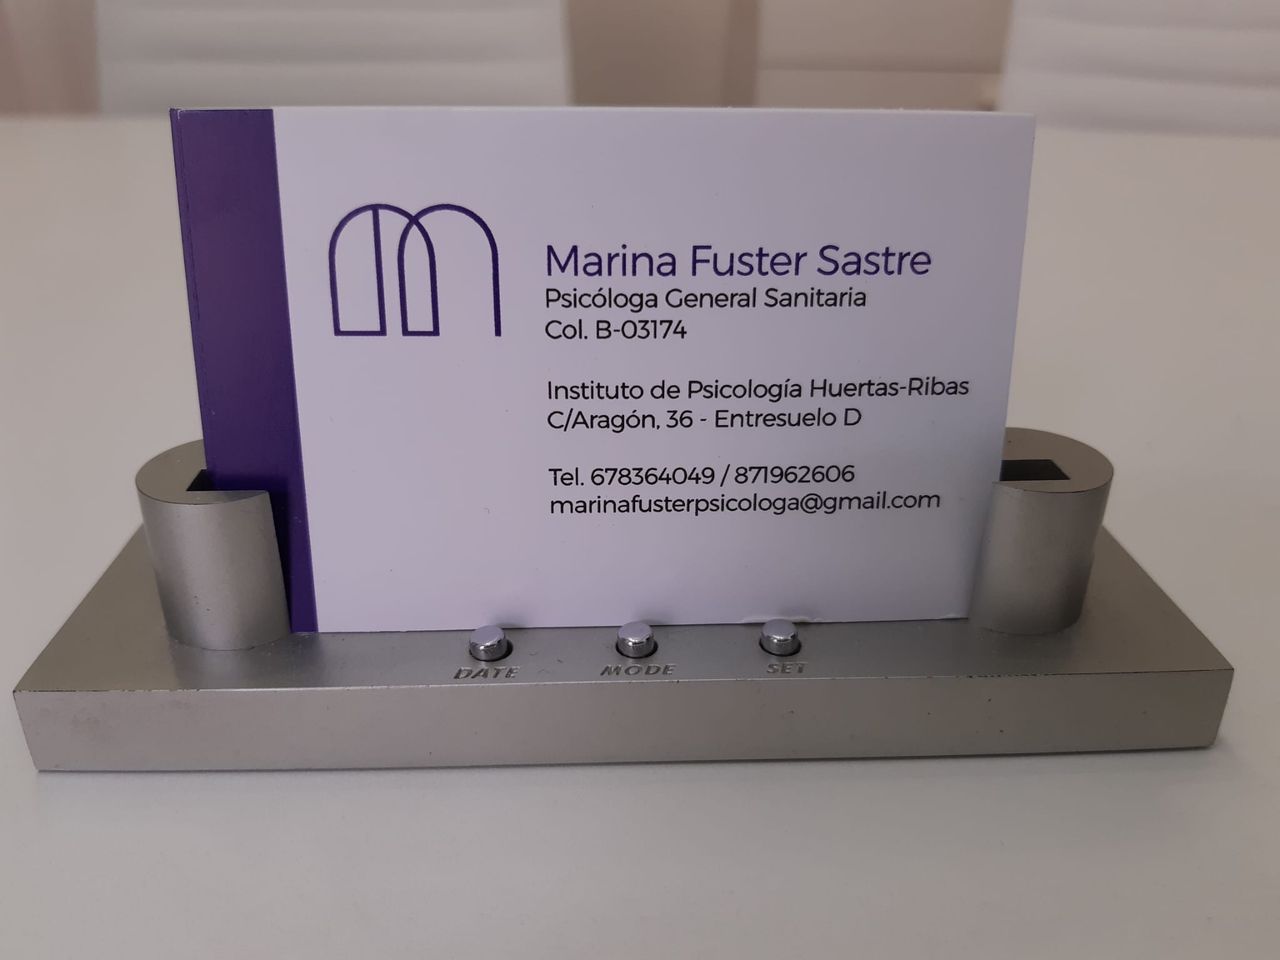 Marina Fuster Sastre
Psicóloga General Sanitaria
Col. B-03174
Instituto de Psicología Huertas-Ribas
C/Aragón, 36 - Entresuelo D
Tel. 678364049 / 871962606
marinafusterpsicologa@gmail.com
DATE MODE SET